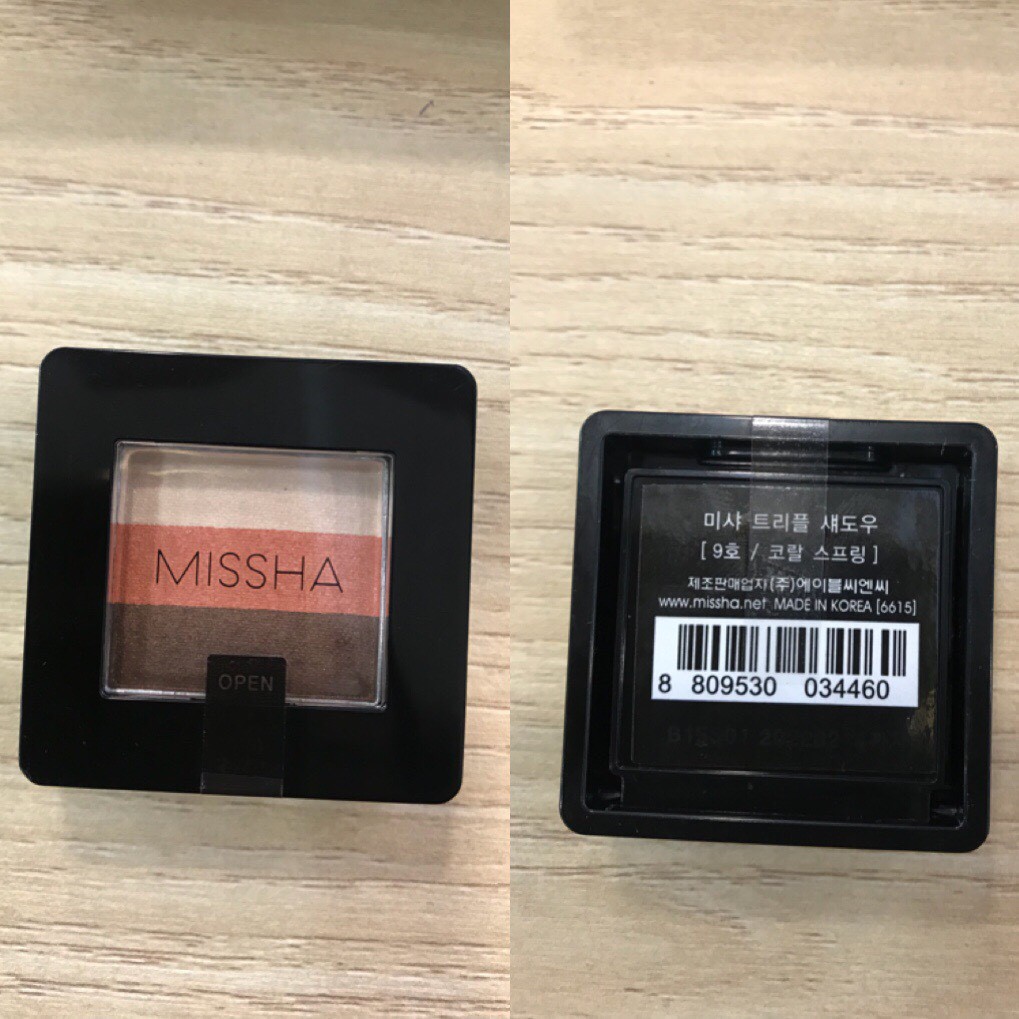 MISSHA
OPEN
미샤 트리플 섀도우
[ 9호 / 코랄 스프링 ]
제조판매업자 (주)에이블씨엔씨
www.missha.net MADE IN KOREA [6615]
8 809530 034460